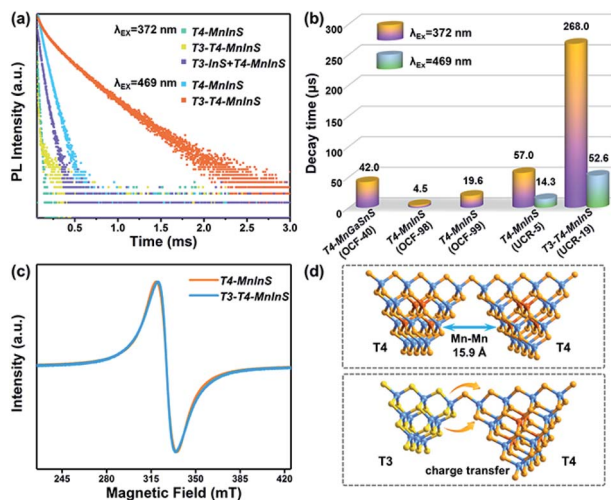 (a)
λEx=372 nm
T4-MnInS
T3-T4-MnInS
T3-InS+T4-MnInS
λEx=469 nm
T4-MnInS
T3-T4-MnInS
PL Intensity (a.u.)
0.0 0.5 1.0 1.5 2.0 2.5 3.0
Time (ms)
(b)
λEx=372 nm
λEx=469 nm
Decay time (μs)
300
250
200
150
100
50
0
42.0
4.5
19.6
57.0
14.3
268.0
52.6
T4-MnGaSnS
(OCF-40)
T4-MnInS
(OCF-98)
T4-MnInS
(OCF-99)
T4-MnInS
(UCR-5)
T3-T4-MnInS
(UCR-19)
(c)
T4-MnInS
T3-T4-MnInS
Intensity (a.u.)
245 280 315 350 385 420
Magnetic Field (mT)
(d)
Mn-Mn
15.9 Å
T4
T4
T3
charge transfer
T4